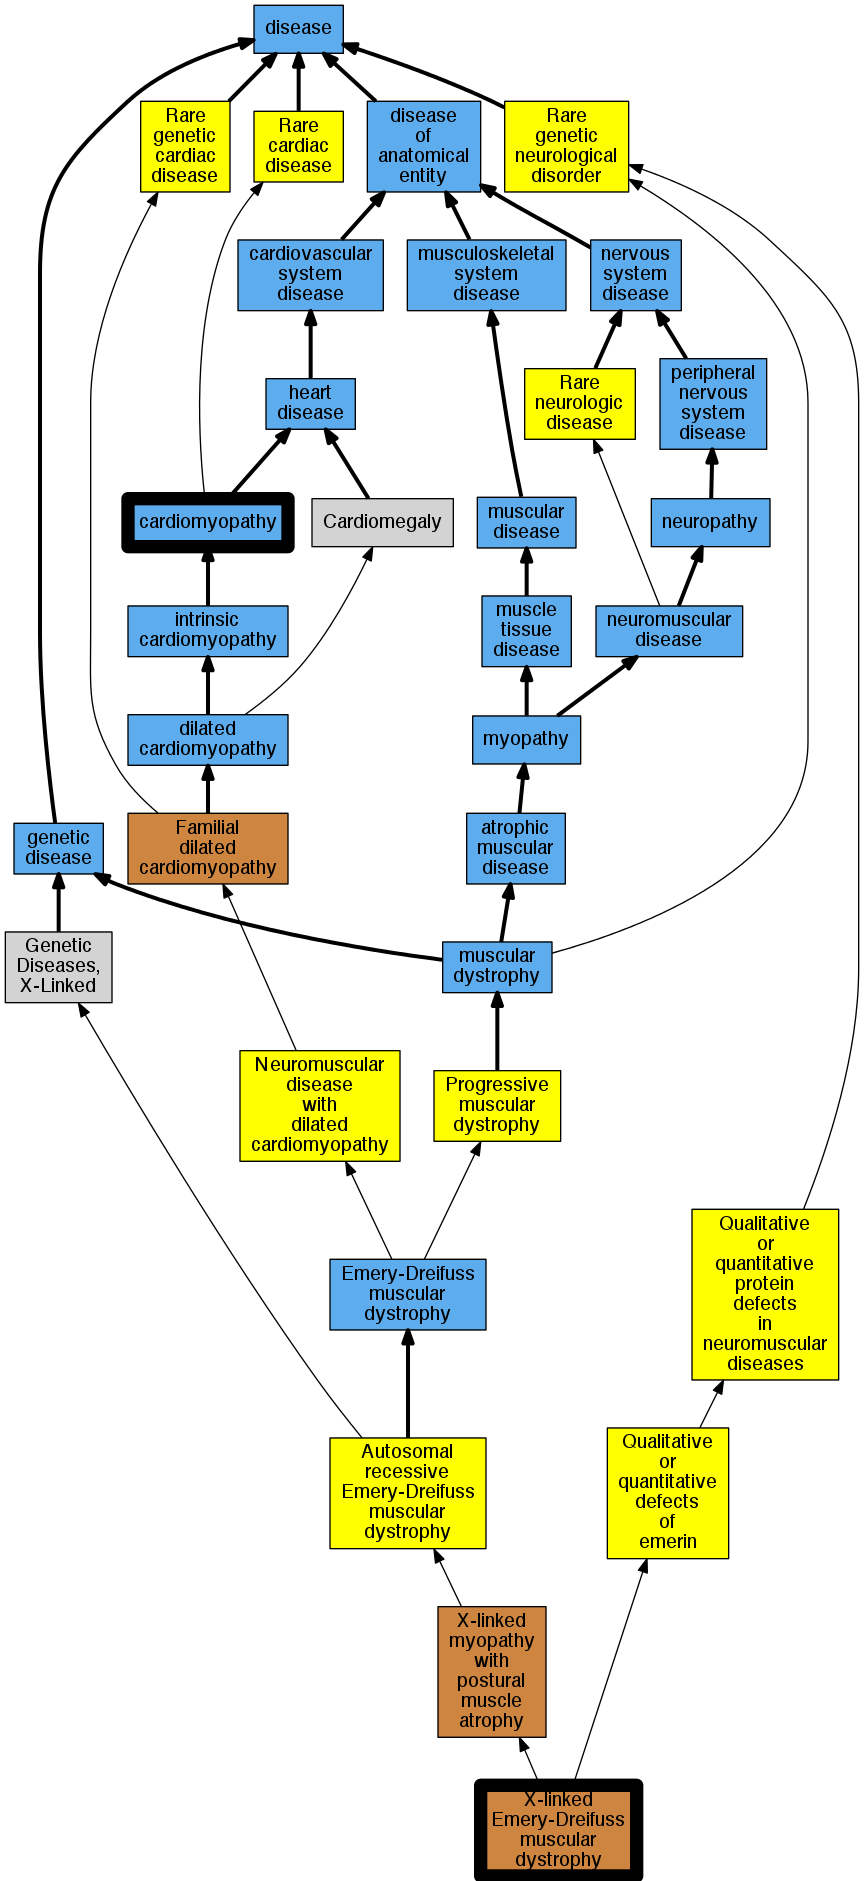 disease
Rare
genetic
cardiac
disease
Rare
cardiac
disease
disease
of
anatomical
entity
Rare
genetic
neurological
disorder
cardiovascular
system
disease
musculoskeletal
system
disease
nervous
system
disease
heart
disease
Rare
neurologic
disease
peripheral
nervous
system
disease
cardiomyopathy
Cardiomegaly
muscular
disease
neuropathy
intrinsic
cardiomyopathy
muscle
tissue
disease
neuromuscular
disease
dilated
cardiomyopathy
myopathy
genetic
disease
Familial
dilated
cardiomyopathy
atrophic
muscular
disease
Genetic
Diseases,
X-Linked
muscular
dystrophy
Neuromuscular
disease
with
dilated
cardiomyopathy
Progressive
muscular
dystrophy
Emery-Dreifuss
muscular
dystrophy
Qualitative
or
quantitative
protein
defects
in
neuromuscular
diseases
Autosomal
recessive
Emery-Dreifuss
muscular
dystrophy
Qualitative
or
quantitative
defects
of
emerin
X-linked
myopathy
with
postural
muscle
atrophy
X-linked
Emery-Dreifuss
muscular
dystrophy